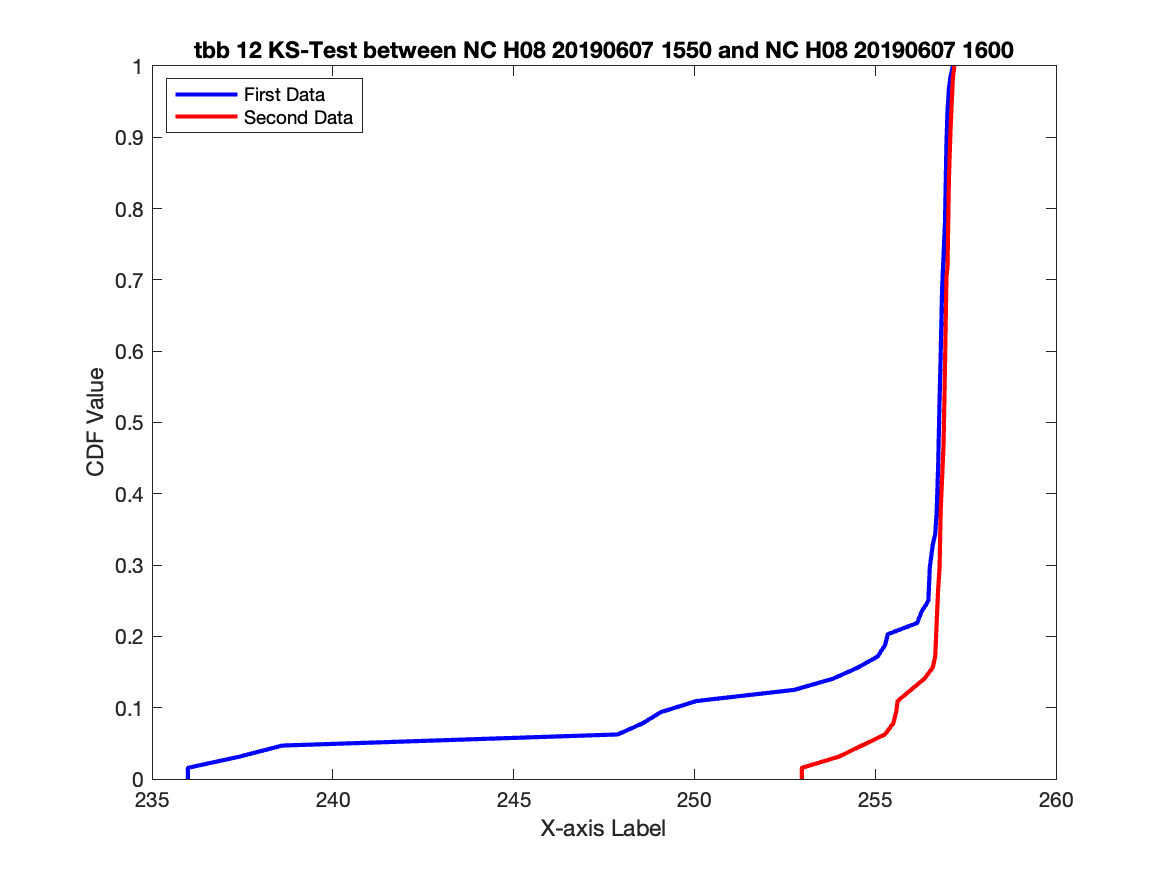 tbb 12 KS-Test between NC H08 20190607 1550 and NC H08 20190607 1600
First Data
Second Data
1
0.9
0.8
0.7
0.6
0.5
0.4
0.3
0.2
0.1
0
CDF Value
235 240 245 250 255 260
X-axis Label